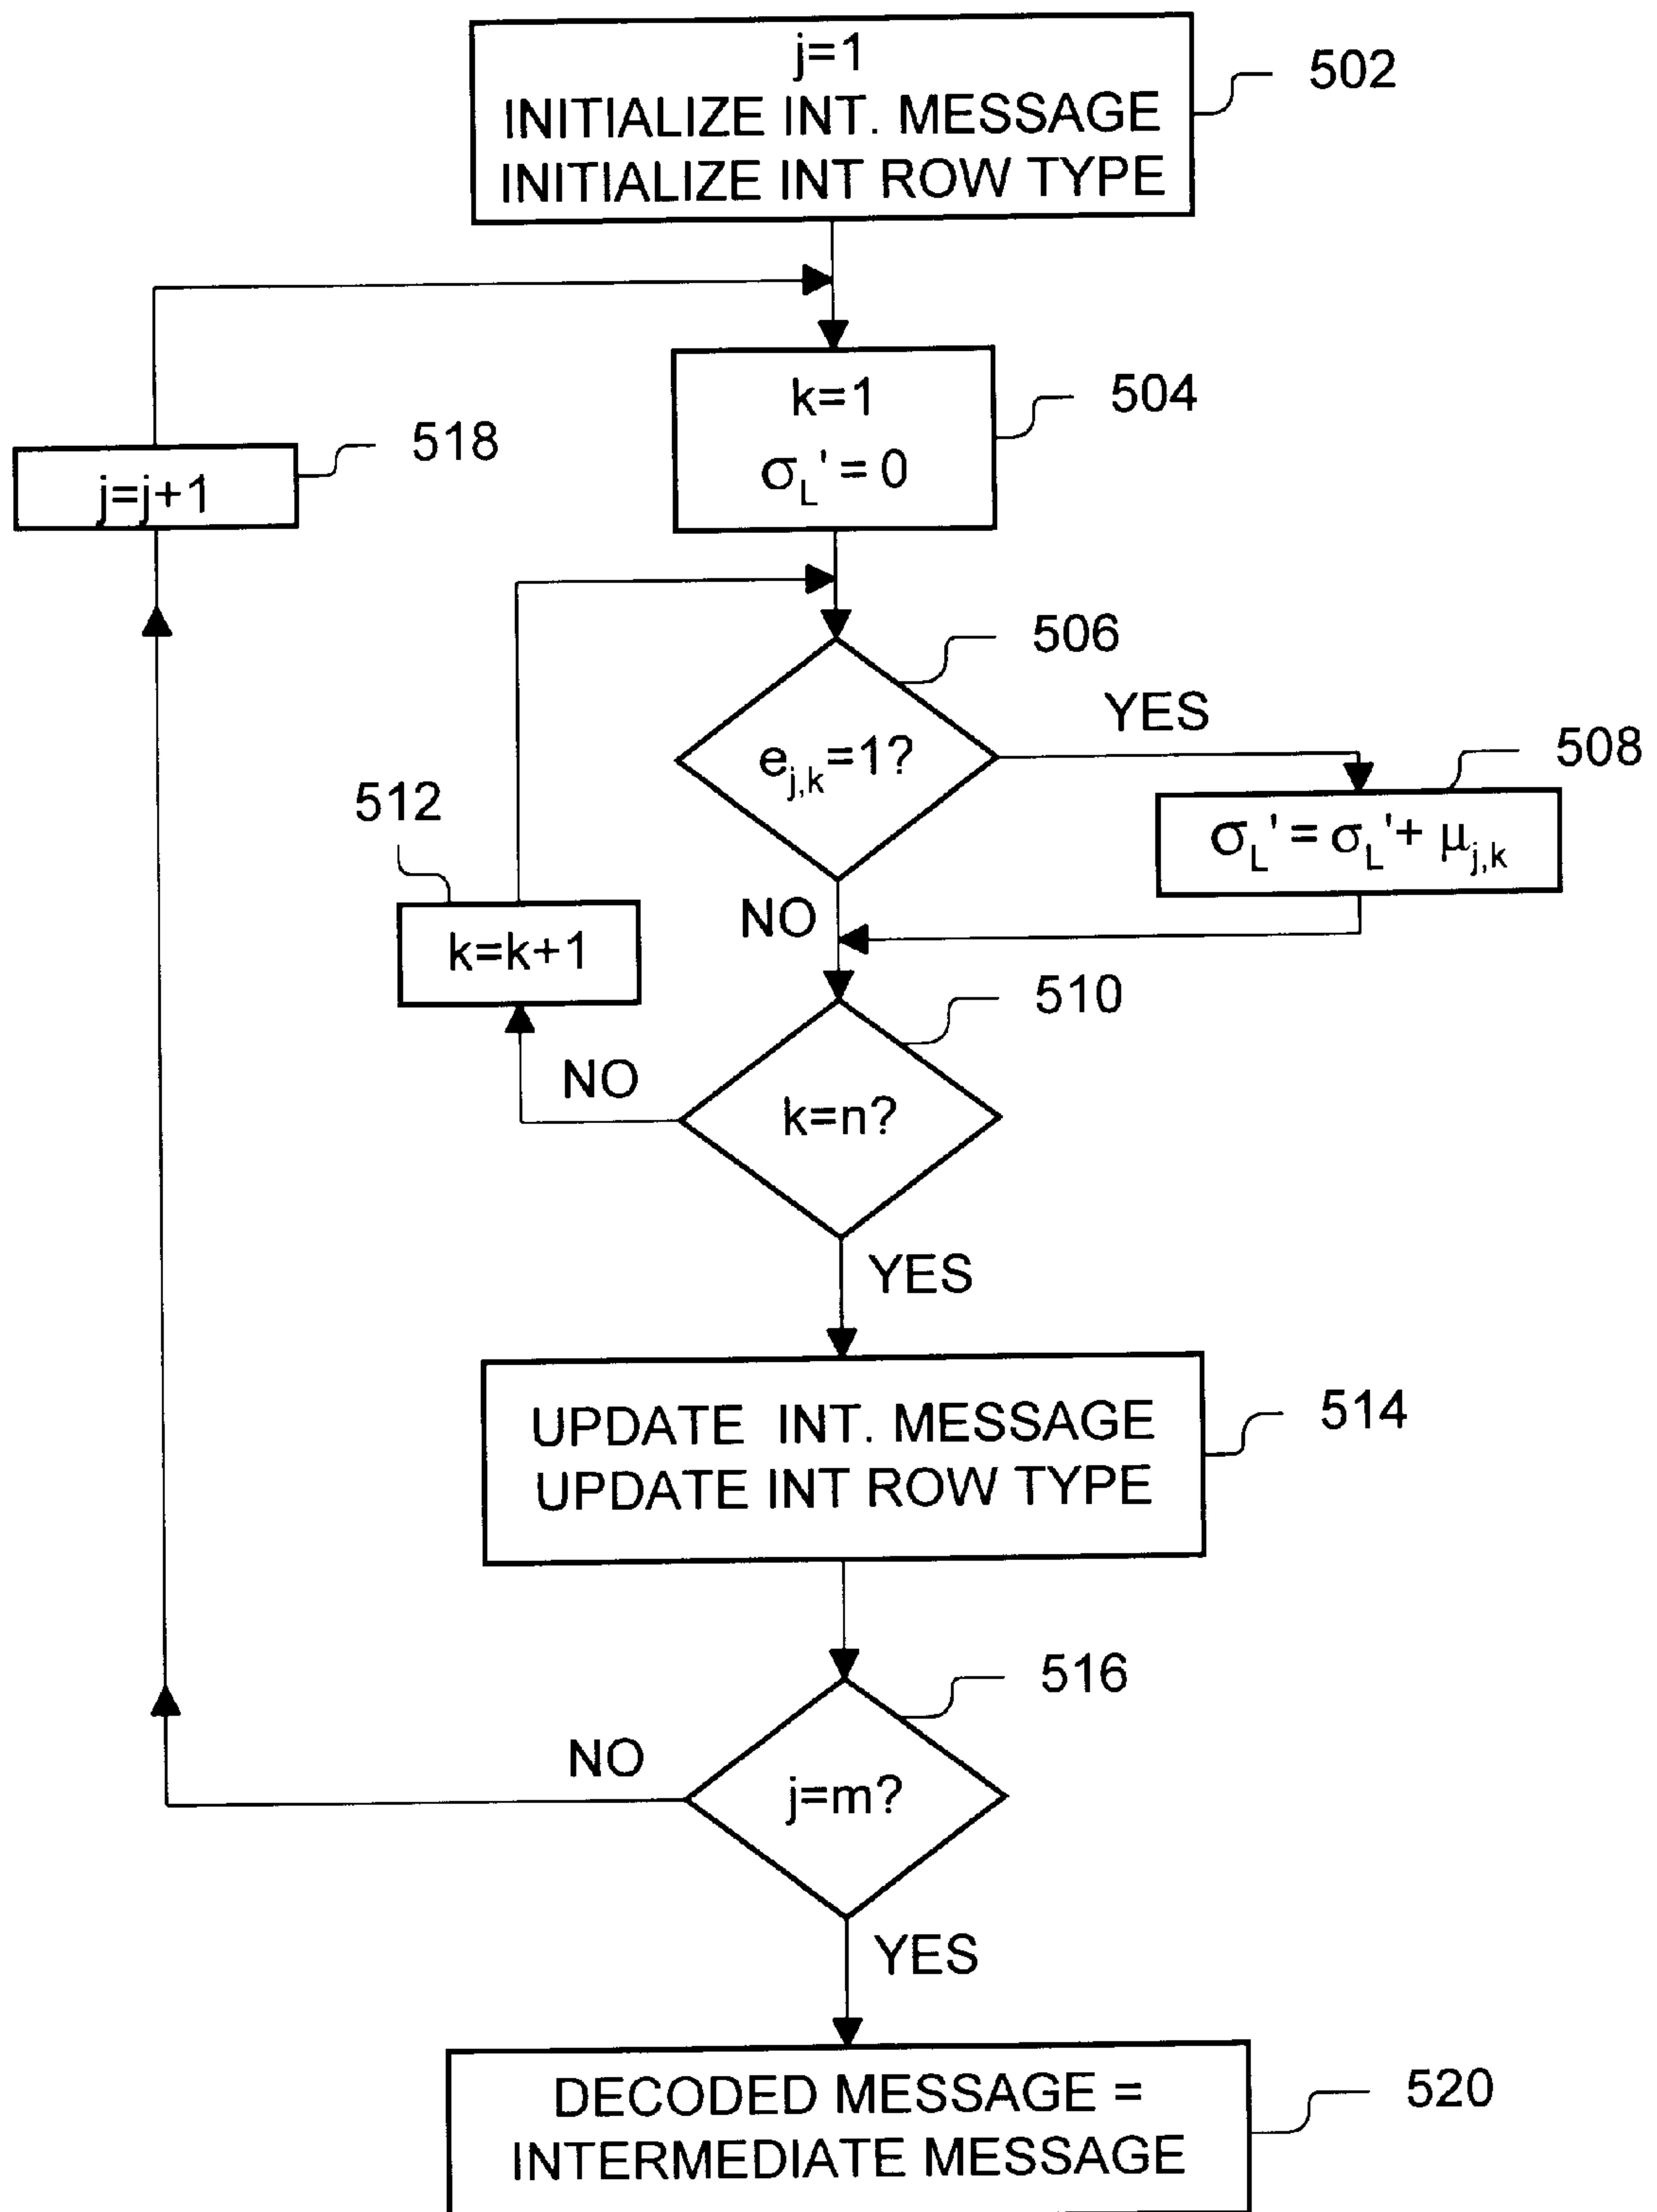 j=1
INITIALIZE INT. MESSAGE
INITIALIZE INT ROW TYPE
502
k=1
σL'=0
504
j=j+1
518
506
ej,k=1?
YES
508
σL'=σL'+ μj,k
512
k=k+1
NO
510
k=n?
NO
YES
UPDATE INT. MESSAGE
UPDATE INT ROW TYPE
514
516
j=m?
NO
YES
DECODED MESSAGE =
INTERMEDIATE MESSAGE
520